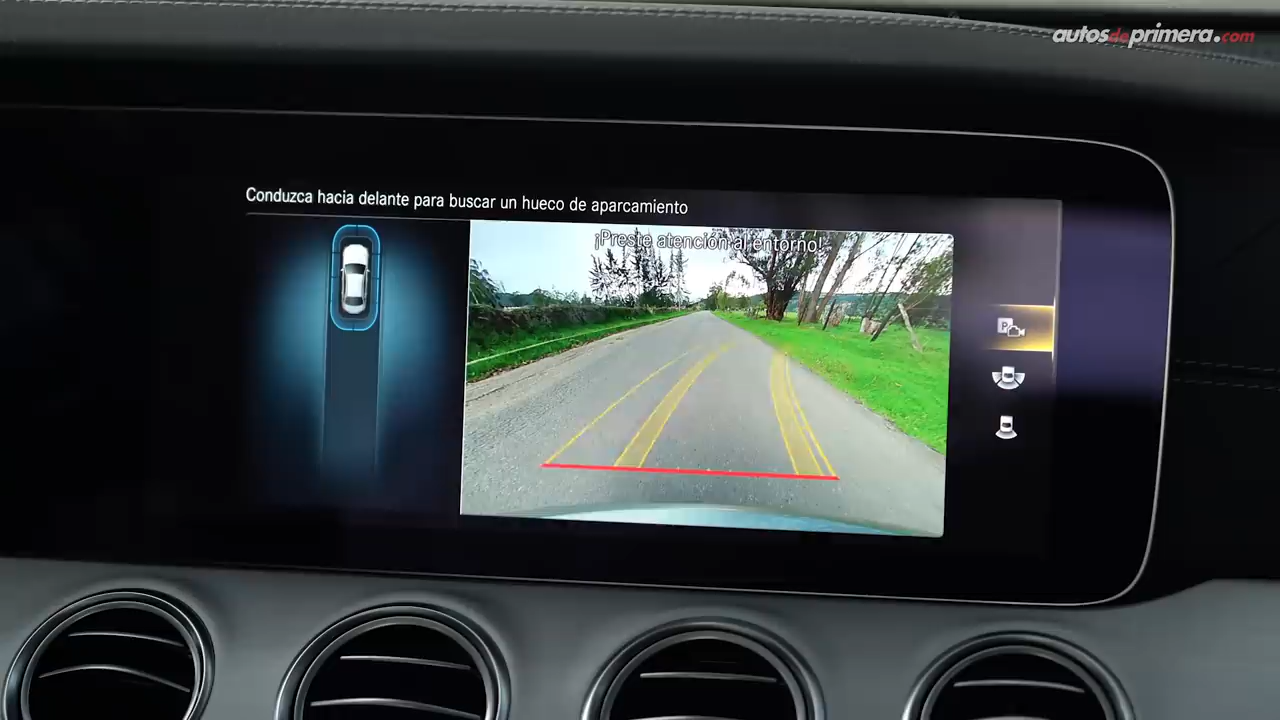 autosdeprimera.com
Conduzca hacia delante para buscar un hueco de aparcamiento
¡Preste atención al entorno!
P